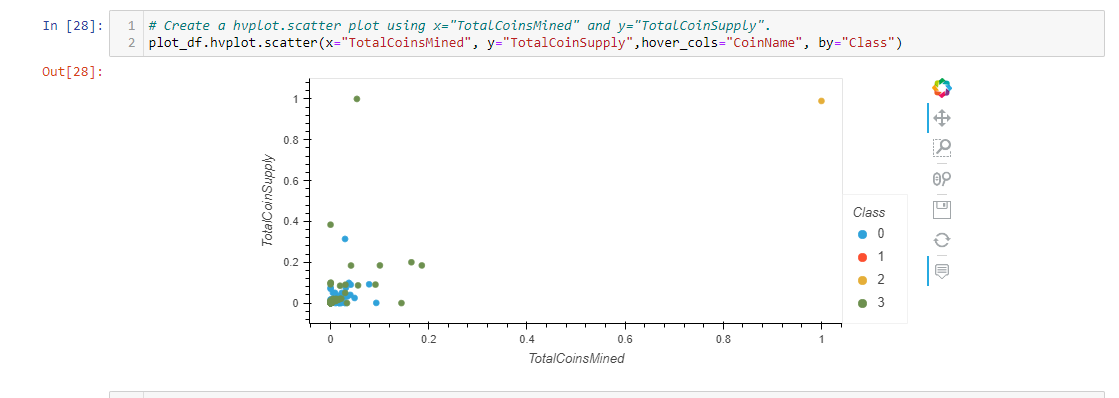 In [28]:
1 # Create a hvplot.scatter plot using x="TotalCoinsMined" and y="TotalCoinSupply".
2 plot_df.hvplot.scatter(x="TotalCoinsMined", y="TotalCoinSupply",hover_cols="CoinName", by="Class")
Out[28]:
TotalCoinSupply
1
0.8
0.6
0.4
0.2
0
0 0.2 0.4 0.6 0.8 1
TotalCoinsMined
Class
0
1
2
3